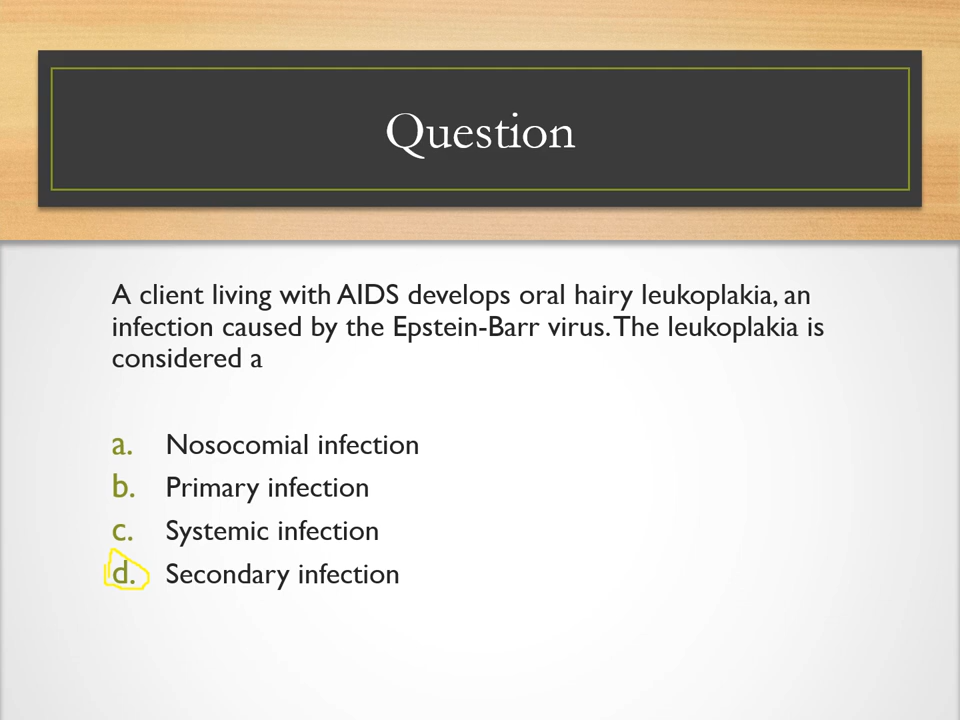 Question
A client living with AIDS develops oral hairy leukoplakia, an
infection caused by the Epstein-Barr virus. The leukoplakia is
considered a
a. Nosocomial infection
b. Primary infection
c. Systemic infection
d. Secondary infection